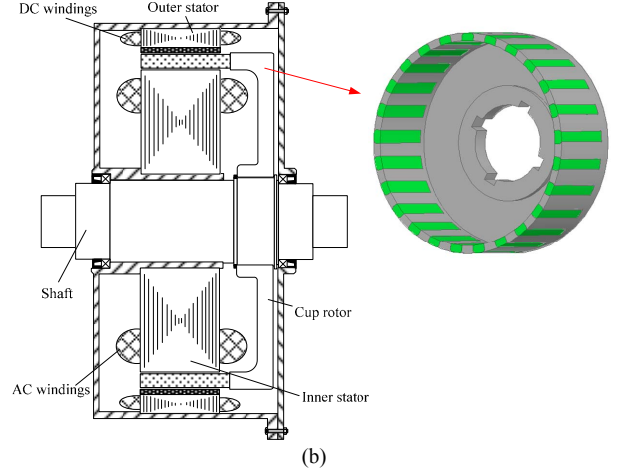 DC windings
Outer stator
Shaft
Cup rotor
AC windings
Inner stator
(b)